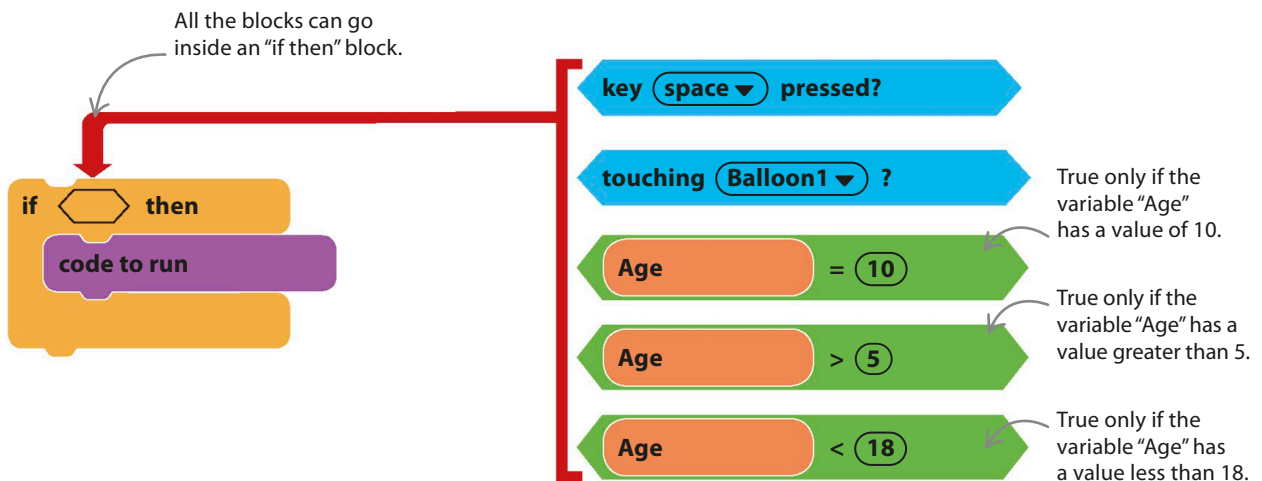 All the blocks can go
inside an “if then” block.
if then
code to run
key space pressed?
touching Balloon1 ?
Age = 10
Age > 5
Age < 18
True only if the
variable “Age”
has a value of 10.
True only if the
variable “Age” has a
value greater than 5.
True only if the
variable “Age” has
a value less than 18.